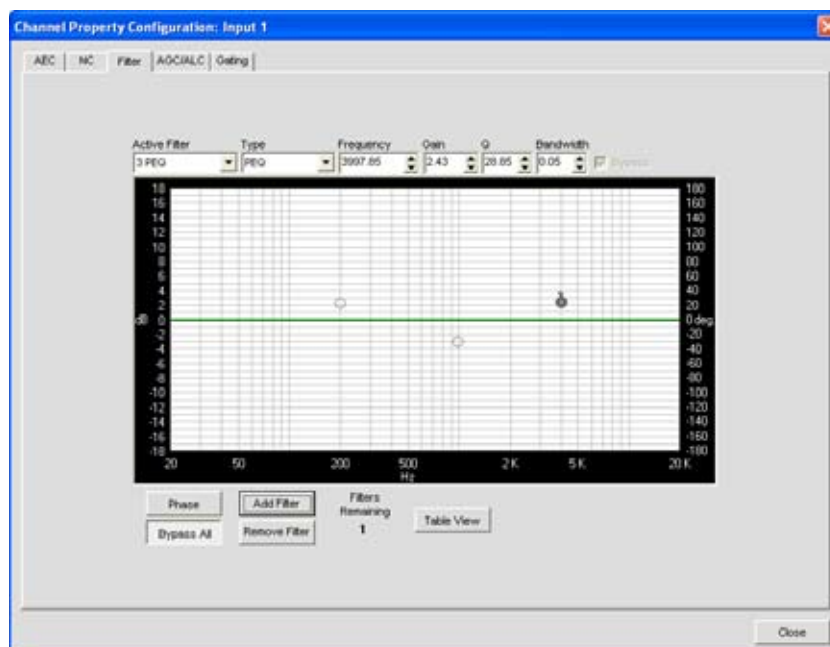 Channel Property Configuration: Input 1
AEC NC Filter AGC/ALC Gating
Active Filter Type Frequency Gain Q Bandwidth
3 PEQ PEQ 3997.85 2.43 28.85 0.05 Bypass
18 180
16 160
14 140
12 120
10 100
8 80
6 60
4 40
2 20
dB 0 0 deg
-2 -20
-4 -40
-6 -60
-8 -80
-10 -100
-12 -120
-14 -140
-16 -160
-18 -180
20 50 200 500 2 K 5 K 20 K
Hz
Phase Add Filter Filters Remaining
Bypass All Remove Filter 1 Table View
Close